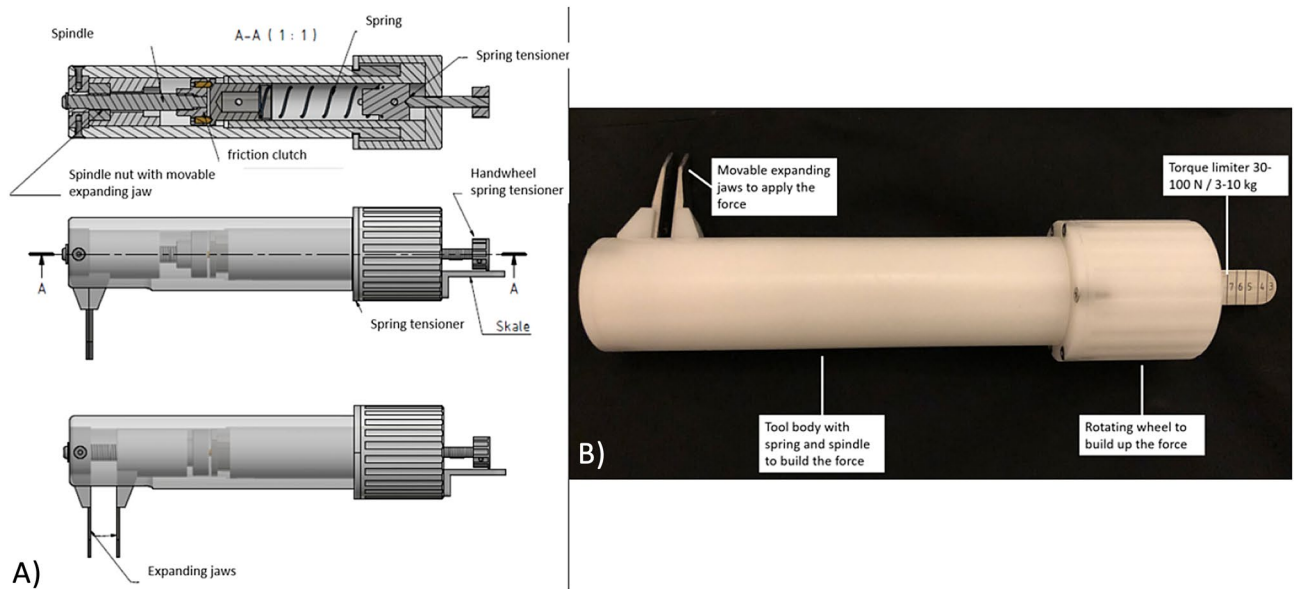 Spring
Spindle
A-A ( 1 : 1 )
Spring tensioner
friction clutch
Spindle nut with movable
expanding jaw
Handwheel
spring tensioner
A
A
Spring tensioner
Skale
Expanding jaws
A)
Movable expanding
jaws to apply the
force
Torque limiter 30-
100 N / 3-10 kg
7 6 5 4 3
Tool body with
spring and spindle
to build the force
Rotating wheel to
build up the force
B)